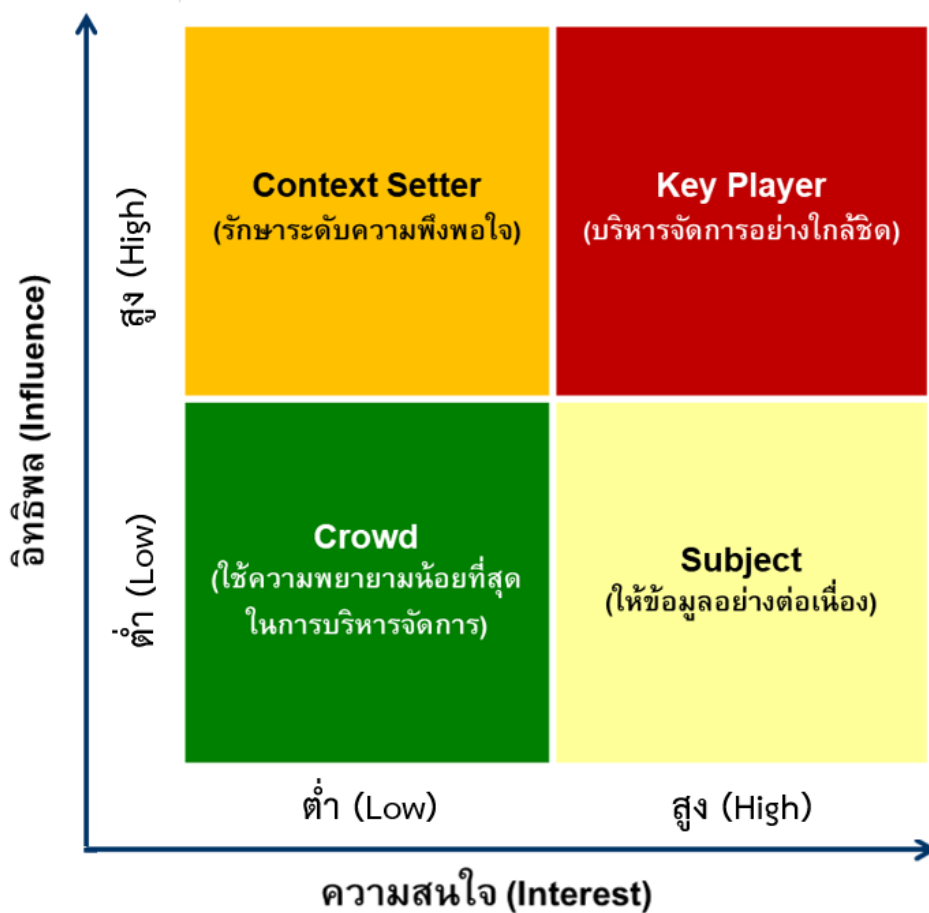 อิทธิพล (Influence)
สูง (High)
ต่ำ (Low)
Context Setter
(รักษาระดับความพึงพอใจ)
Key Player
(บริหารจัดการอย่างใกล้ชิด)
Crowd
(ใช้ความพยายามน้อยที่สุด
ในการบริหารจัดการ)
Subject
(ให้ข้อมูลอย่างต่อเนื่อง)
ต่ำ (Low)
สูง (High)
ความสนใจ (Interest)